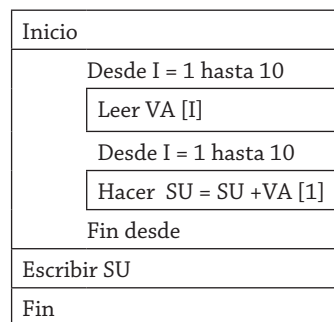 Inicio
Desde I = 1 hasta 10
Leer VA [I]
Desde I = 1 hasta 10
Hacer SU = SU +VA [1]
Fin desde
Escribir SU
Fin